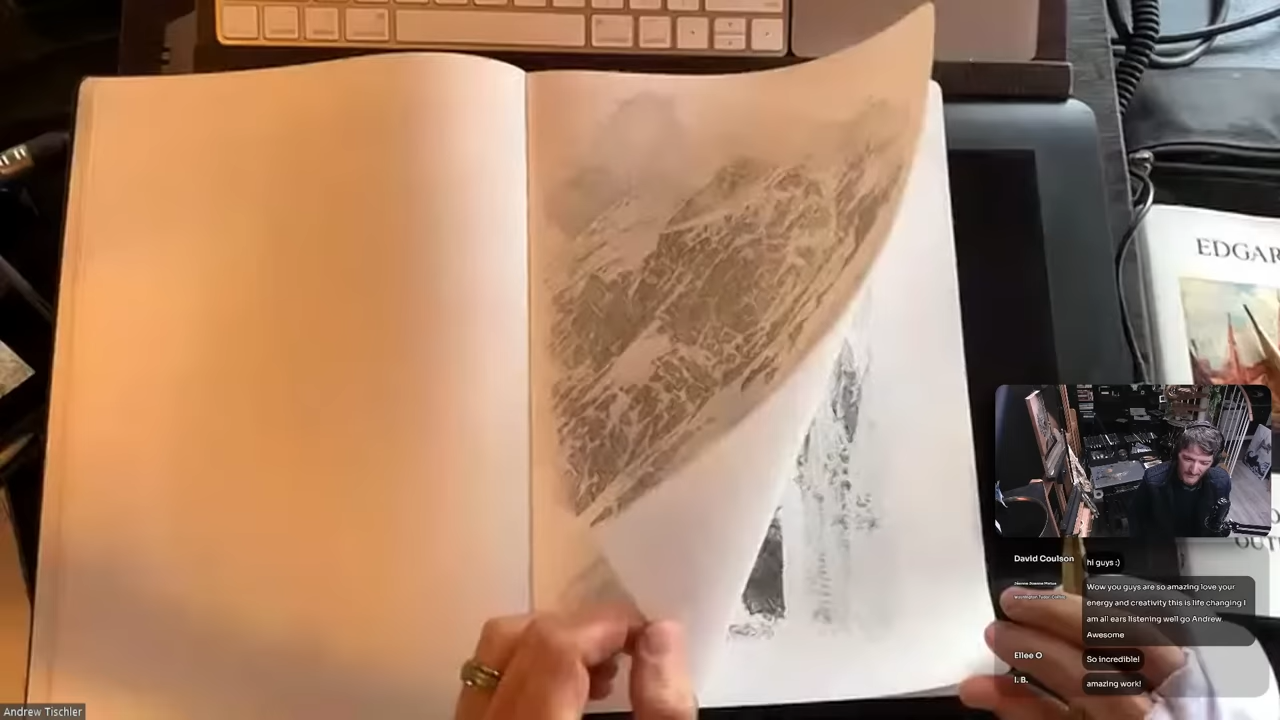 EDGAR
David Coulson
hi guys :)
Wow you guys are so amazing love your
energy and creativity this is life changing I
am all ears listening well go Andrew
Awesome
Ellee O
So incredible!
I. B.
amazing work!
Andrew Tischler